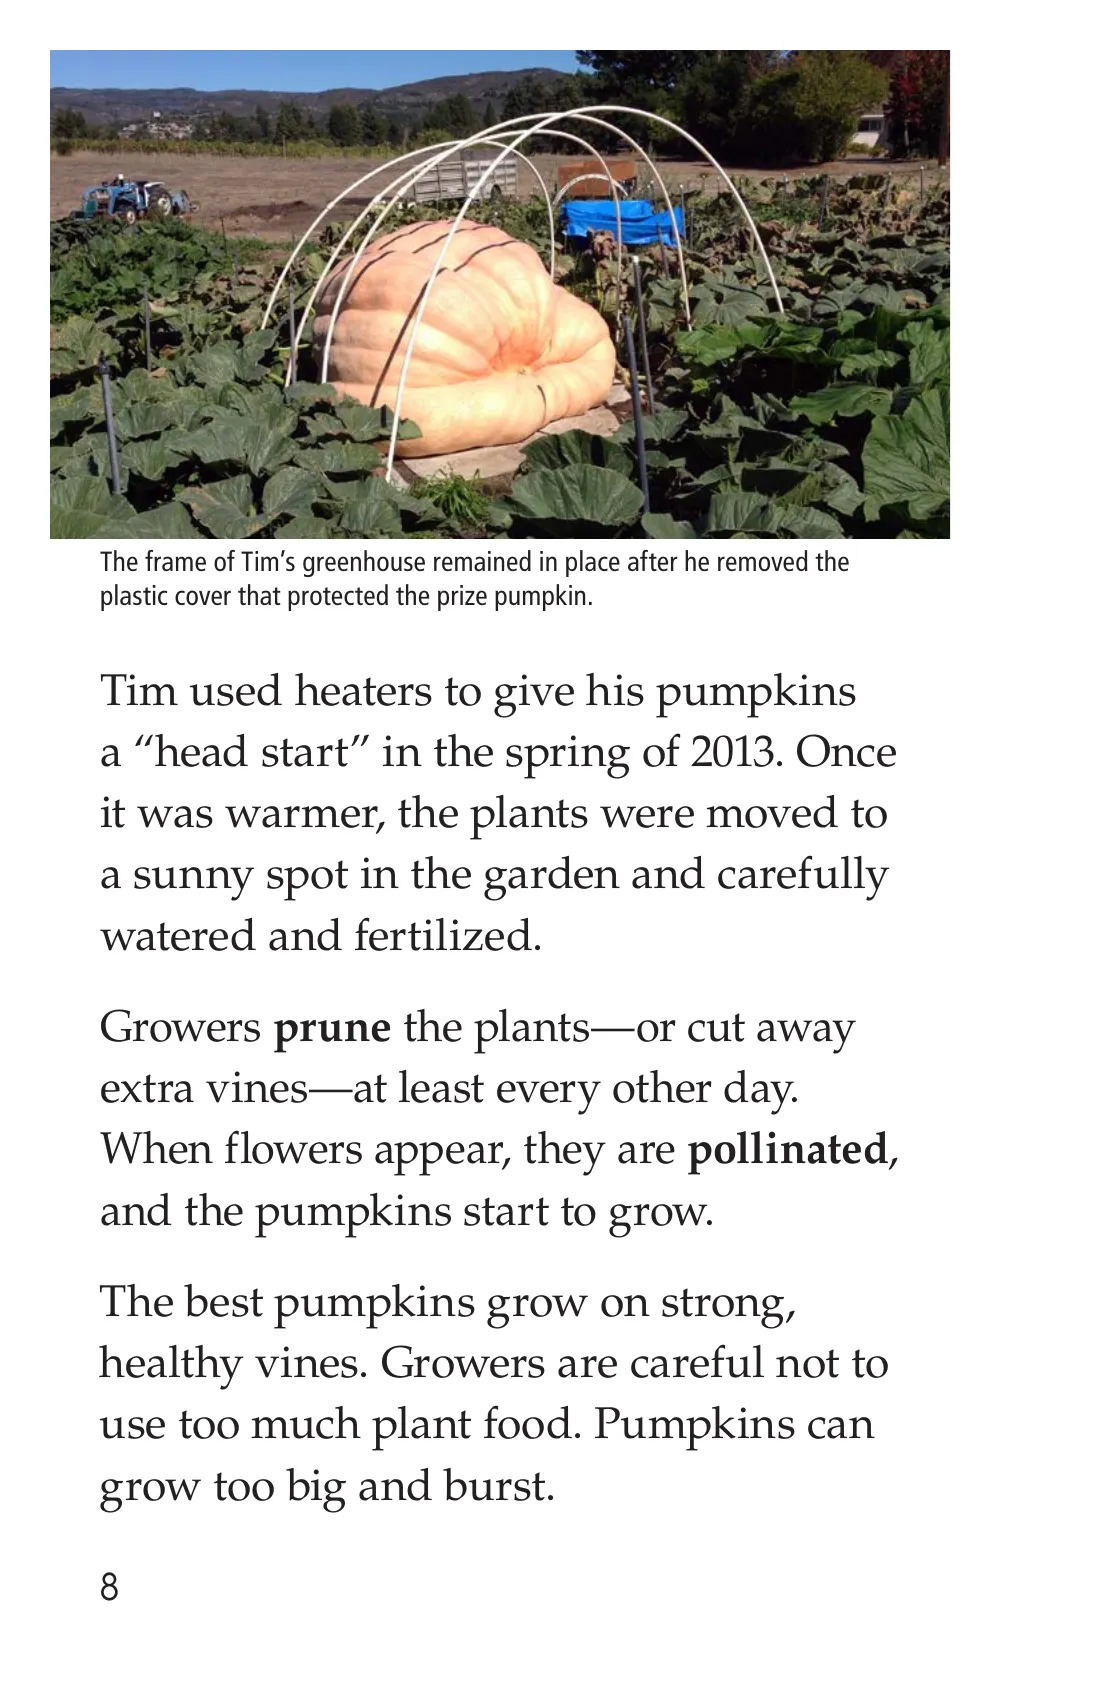 The frame of Tim’s greenhouse remained in place after he removed the
plastic cover that protected the prize pumpkin.
Tim used heaters to give his pumpkins
a “head start” in the spring of 2013. Once
it was warmer, the plants were moved to
a sunny spot in the garden and carefully
watered and fertilized.
Growers prune the plants—or cut away
extra vines—at least every other day.
When flowers appear, they are pollinated,
and the pumpkins start to grow.
The best pumpkins grow on strong,
healthy vines. Growers are careful not to
use too much plant food. Pumpkins can
grow too big and burst.
8